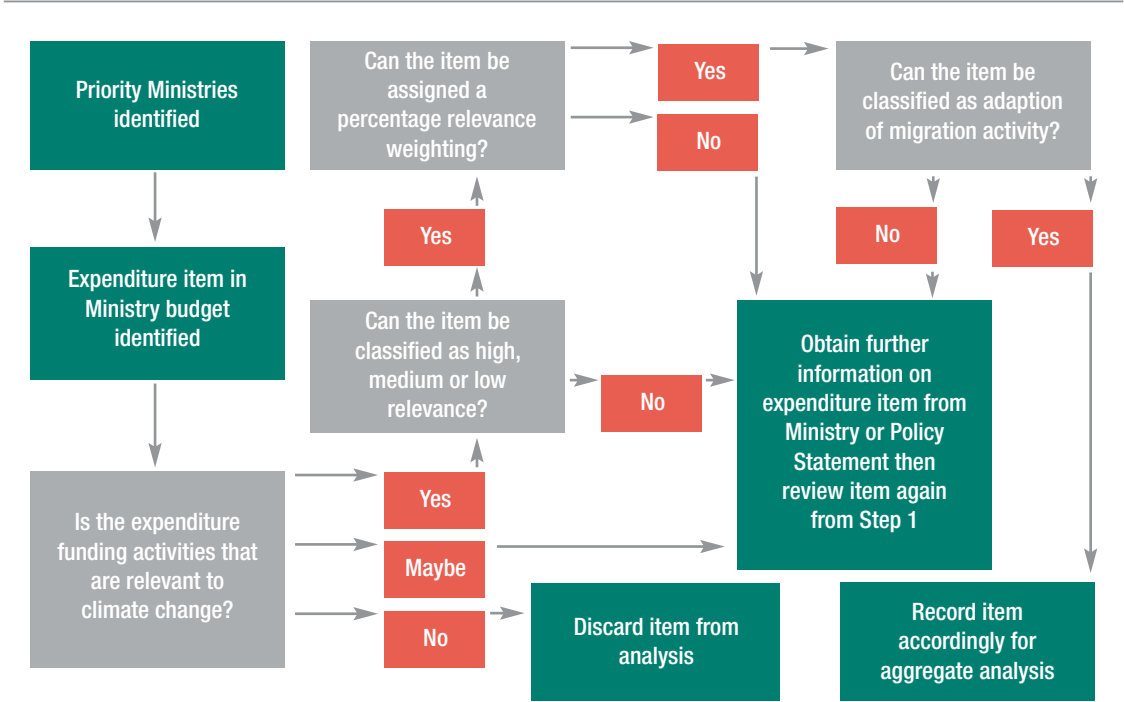 Priority Ministries
identified
Expenditure item in
Ministry budget
identified
Is the expenditure
funding activities that
are relevant to
climate change?
Yes
Maybe
No
Discard item from
analysis
Can the item be
classified as high,
medium or low
relevance?
No
Yes
Can the item be
assigned a
percentage relevance
weighting?
Yes
No
Can the item be
classified as adaption
of migration activity?
No
Yes
Obtain further
information on
expenditure item from
Ministry or Policy
Statement then
review item again
from Step 1
Record item
accordingly for
aggregate analysis